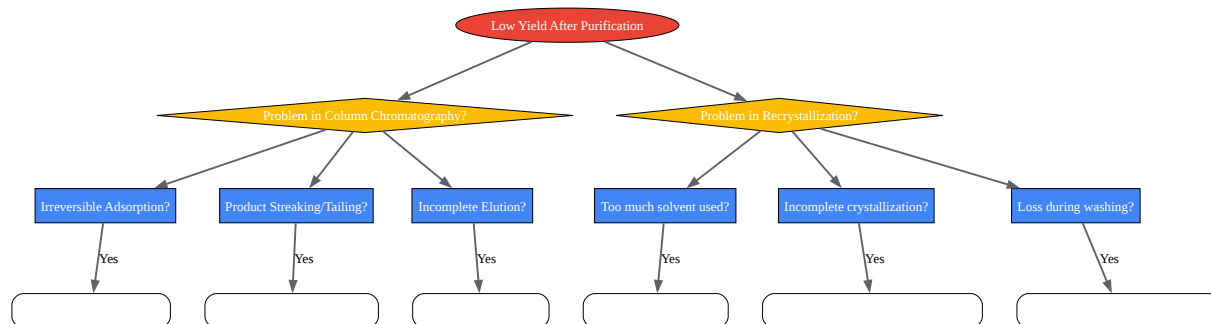 Low Yield After Purification
Problem in Column Chromatography?
Problem in Recrystallization?
Irreversible Adsorption?
Product Streaking/Tailing?
Incomplete Elution?
Too much solvent used?
Incomplete crystallization?
Loss during washing?
Yes
Yes
Yes
Yes
Yes
Yes